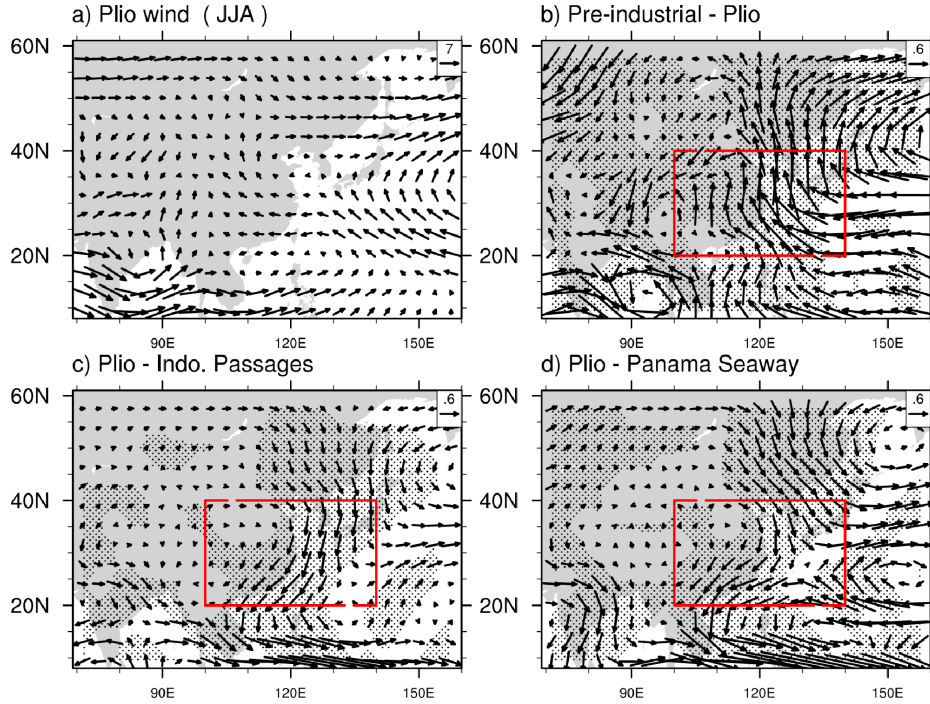 a) Plio wind ( JJA )
b) Pre-industrial - Plio
60N 7 60N .6
40N 40N
20N 20N
90E 120E 150E 90E 120E 150E
c) Plio - Indo. Passages
d) Plio - Panama Seaway
60N .6 60N .6
40N 40N
20N 20N
90E 120E 150E 90E 120E 150E